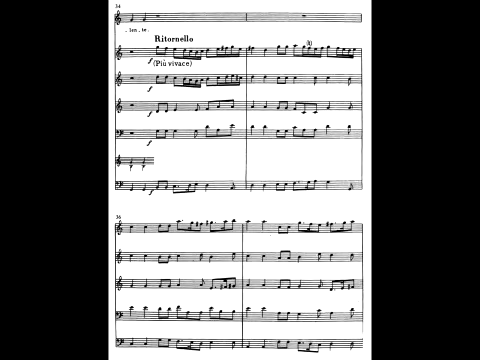 34
- len - te.
Ritornello
f (Più vivace)
(♮)
f
f
f
f
36